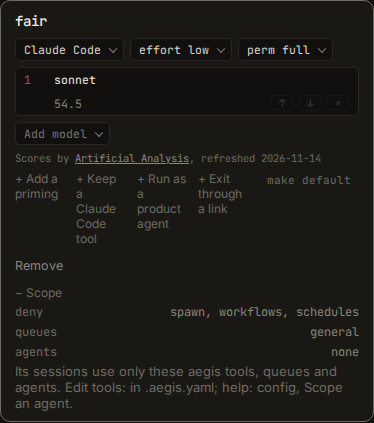 fair
Claude Code effort low perm full
1 sonnet
54.5
↑ ↓ ×
Add model
Scores by Artificial Analysis, refreshed 2026-11-14
+ Add a priming
+ Keep a Claude Code tool
+ Run as a product agent
+ Exit through a link
make default
Remove
– Scope
deny spawn, workflows, schedules
queues general
agents none
Its sessions use only these aegis tools, queues and
agents. Edit tools: in .aegis.yaml; help: config, Scope
an agent.